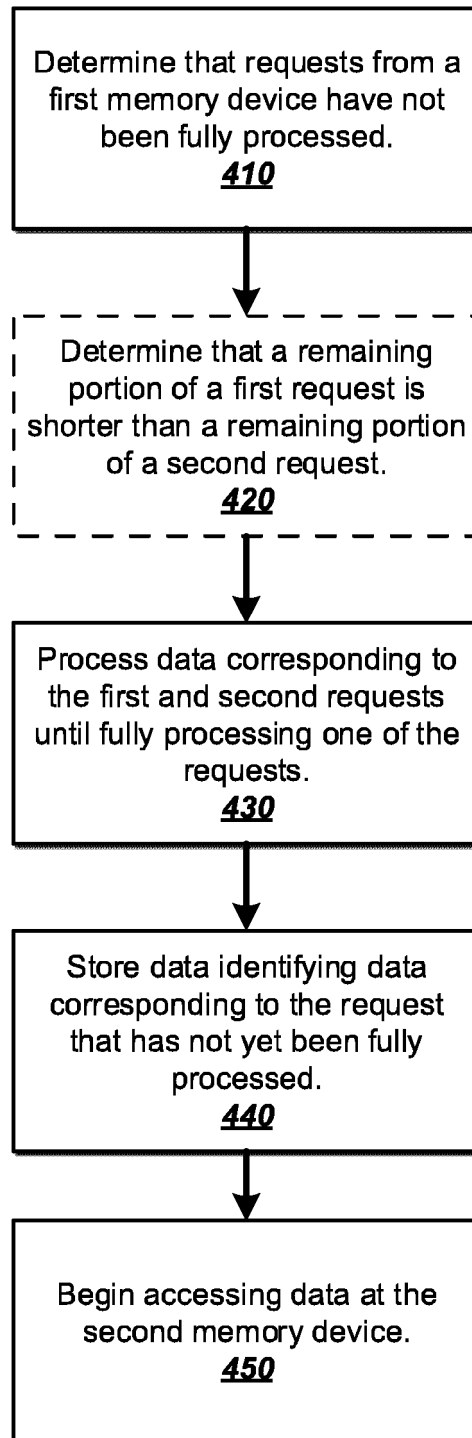 Determine that requests from a
first memory device have not
been fully processed.
410
Determine that a remaining
portion of a first request is
shorter than a remaining portion
of a second request.
420
Process data corresponding to
the first and second requests
until fully processing one of the
requests.
430
Store data identifying data
corresponding to the request
that has not yet been fully
processed.
440
Begin accessing data at the
second memory device.
450